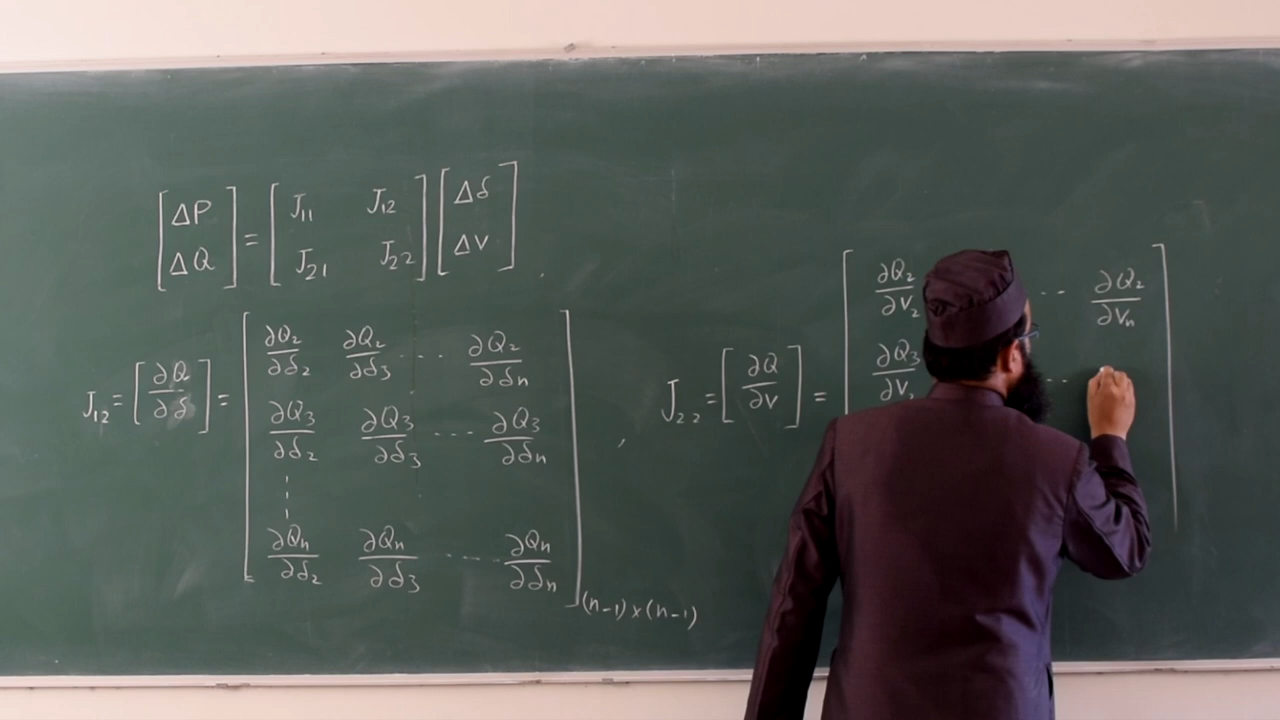 [ΔP ΔQ] = [J₁₁ J₁₂ J₂₁ J₂₂] [Δδ ΔV]
J₁₂ = [∂Q/∂δ] =
∂Q₂/∂δ₂ ∂Q₂/∂δ₃ ... ∂Q₂/∂δₙ
∂Q₃/∂δ₂ ∂Q₃/∂δ₃ .... ∂Q₃/∂δₙ
∂Qₙ/∂δ₂ ∂Qₙ/∂δ₃ ..... ∂Qₙ/∂δₙ
(n-1)×(n-1)
,
J₂₂ = [∂Q/∂V] =
∂Q₂/∂V₂ .. ∂Q₂/∂Vₙ
∂Q₃/∂V₂ ..